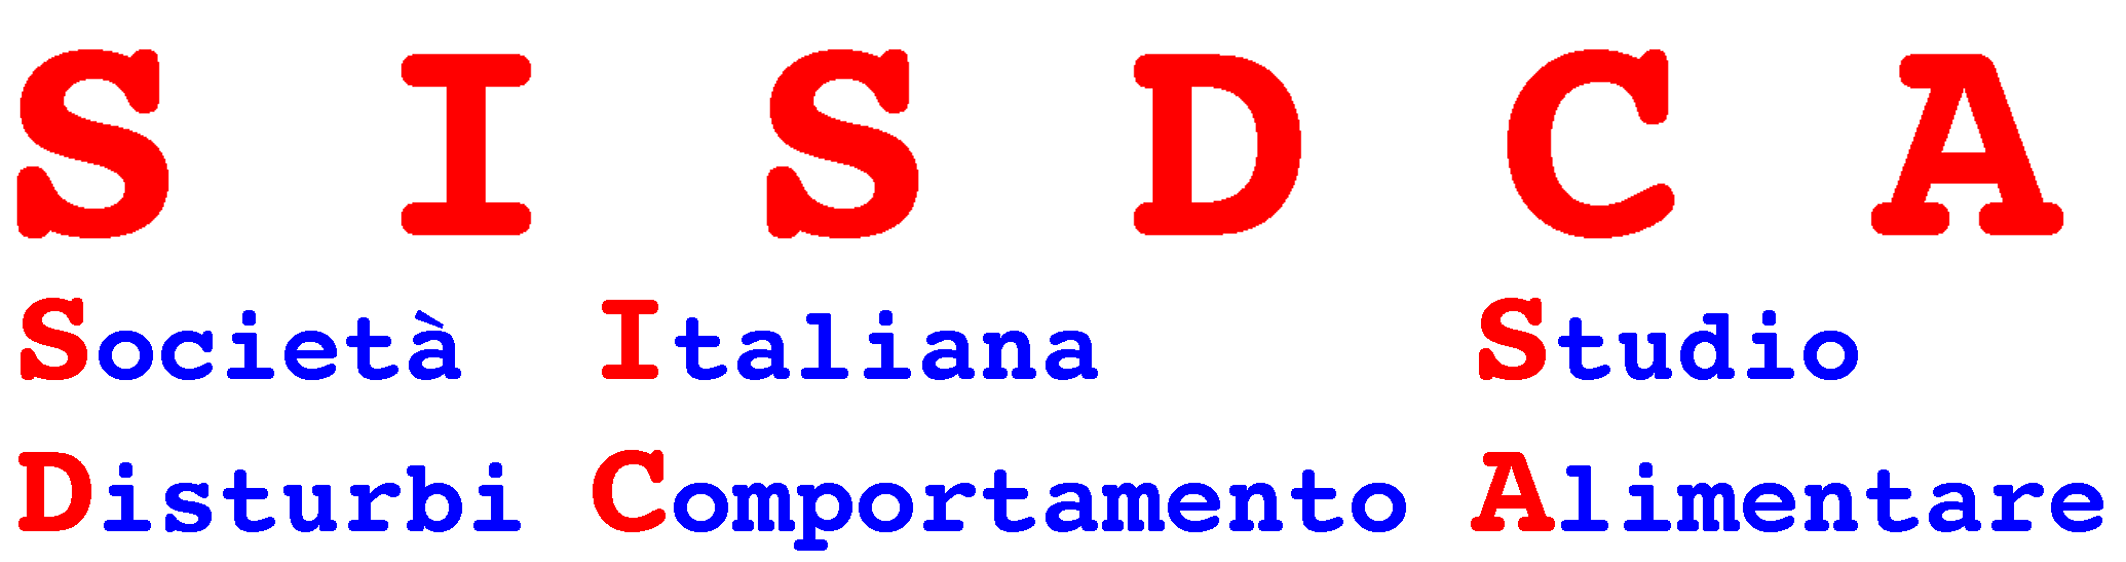 S I S D C A
Società Italiana Studio
Disturbi Comportamento Alimentare